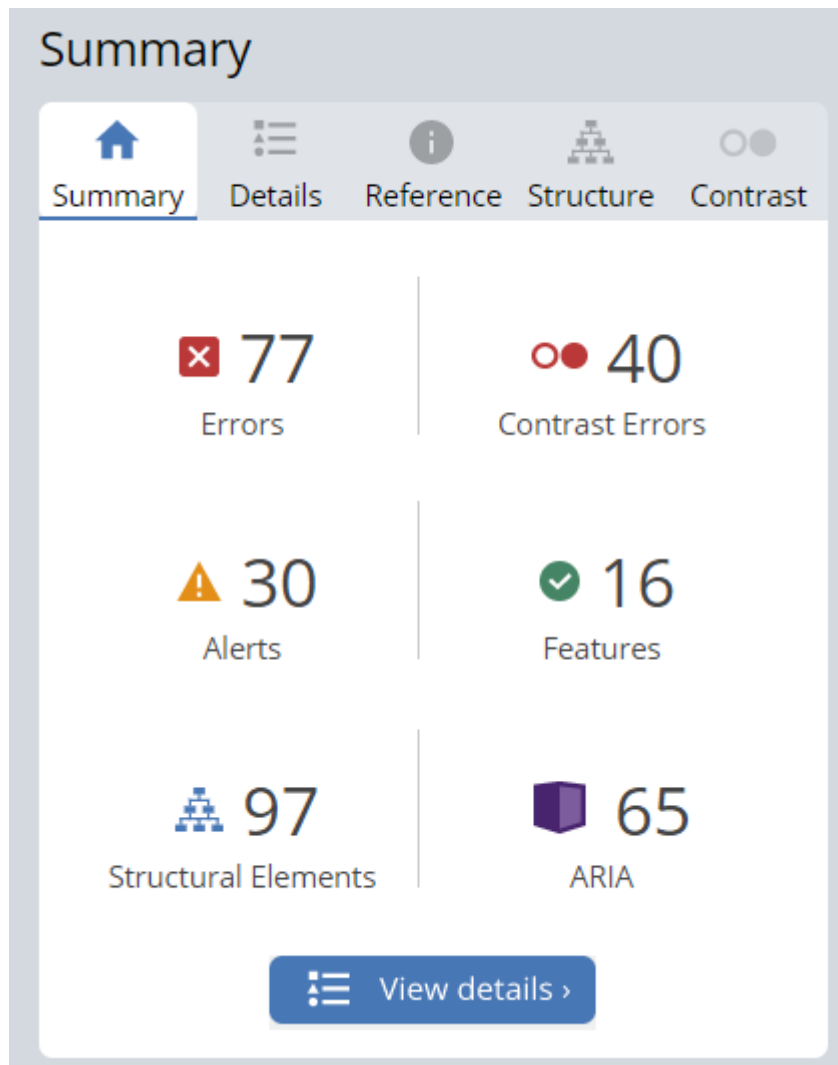 Summary
Summary Details Reference Structure Contrast
77 40
Errors Contrast Errors
30 16
Alerts Features
97 65
Structural Elements ARIA
View details ›